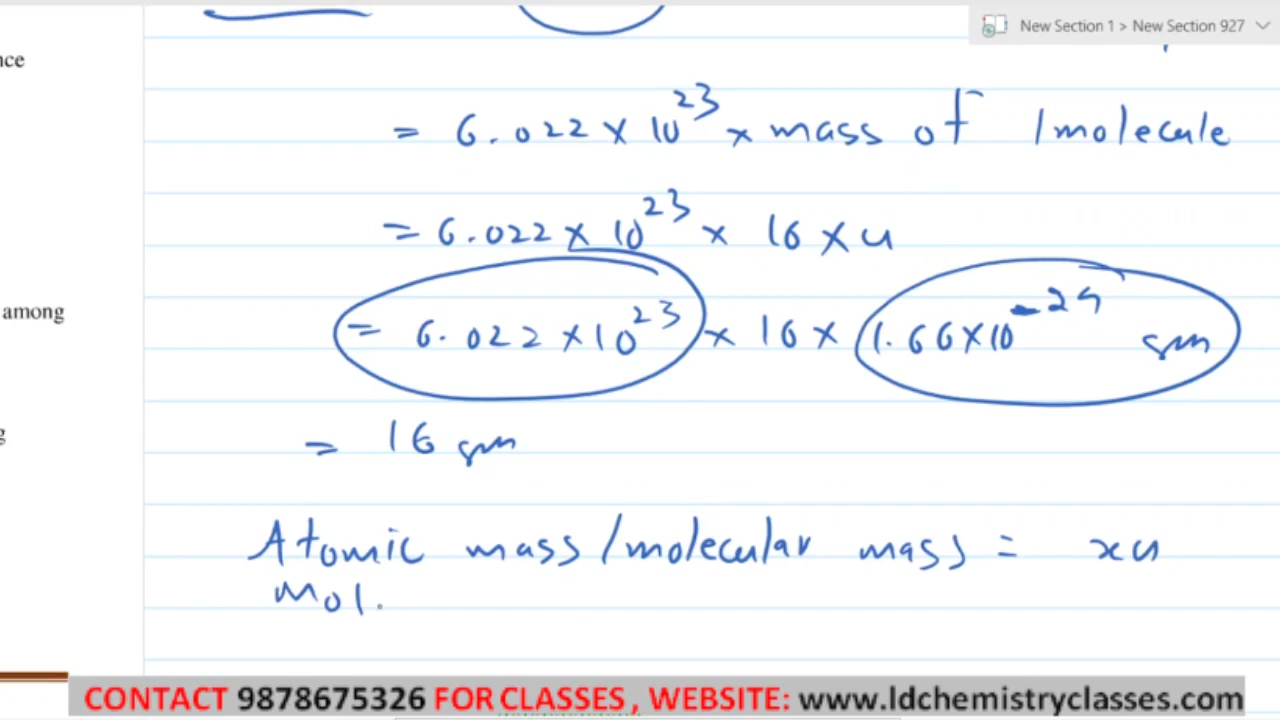 New Section 1 > New Section 927
nce
= 6.022 × 10^23 × mass of 1molecule
= 6.022 × 10^23 × 16 × u
among
= 6.022 × 10^23 × 16 × 1.66 × 10^-24 gm
= 16 gm
g
Atomic mass/molecular mass = xu
Mol.
CONTACT 9878675326 FOR CLASSES , WEBSITE: www.ldchemistryclasses.com